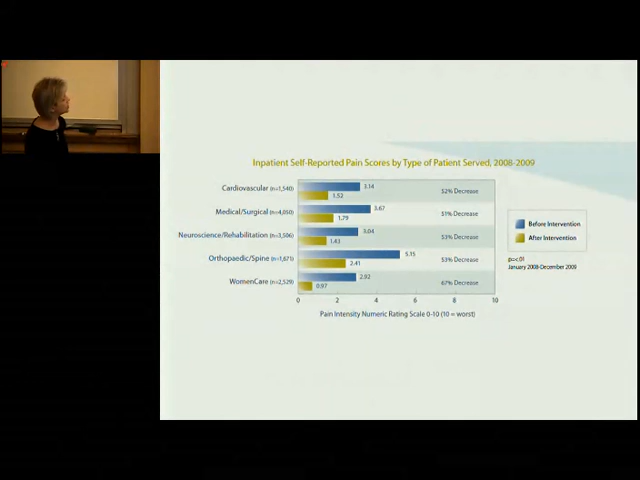 Inpatient Self-Reported Pain Scores by Type of Patient Served, 2008-2009
Cardiovascular (n=1,540)
3.14
1.52
52% Decrease
Medical/Surgical (n=4,050)
3.67
1.79
51% Decrease
Neuroscience/Rehabilitation (n=3,506)
3.04
1.43
53% Decrease
Orthopaedic/Spine (n=1,671)
5.15
2.41
53% Decrease
WomenCare (n=2,529)
2.92
0.97
67% Decrease
0 2 4 6 8 10
Pain Intensity Numeric Rating Scale 0-10 (10 = worst)
Before Intervention
After Intervention
p=<.01
January 2008-December 2009